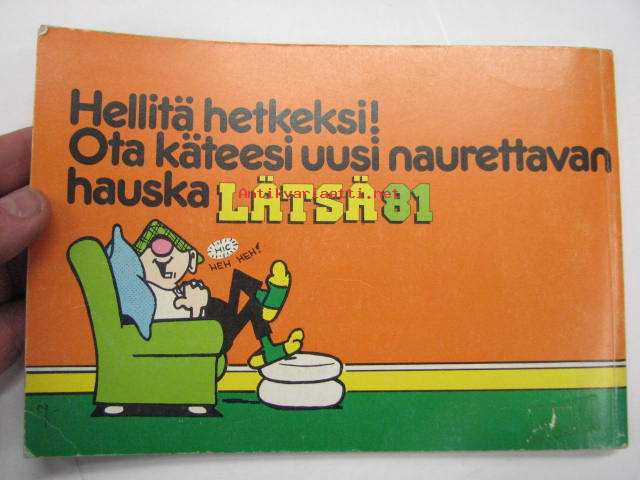 Hellitä hetkeksi!
Ota käteesi uusi naurettavan
hauska LÄTSÄ 81
Antikvariaatti.net
HIC
HEH HEH!